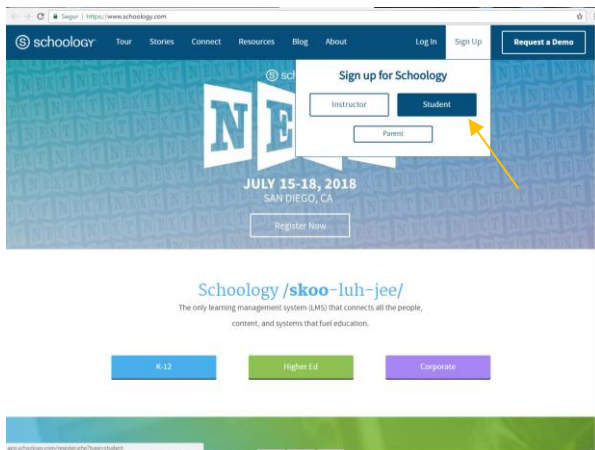 Segur | https://www.schoology.com
schoology Tour Stories Connect Resources Blog About Log In Sign Up Request a Demo
Sign up for Schoology
Instructor Student
Parent
sch
NE
JULY 15-18, 2018
SAN DIEGO, CA
Register Now
Schoology /skoo-luh-jee/
The only learning management system (LMS) that connects all the people,
content, and systems that fuel education.
K-12 Higher Ed Corporate
app.schoology.com/register.php?type=student